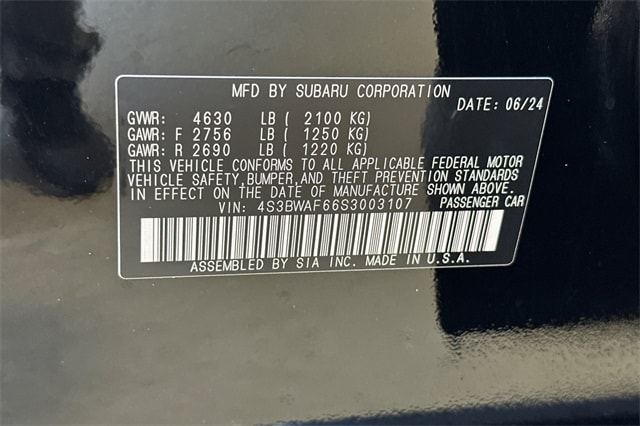 MFD BY SUBARU CORPORATION
DATE: 06/24
GVWR: 4630 LB ( 2100 KG)
GAWR: F 2756 LB ( 1250 KG)
GAWR: R 2690 LB ( 1220 KG)
THIS VEHICLE CONFORMS TO ALL APPLICABLE FEDERAL MOTOR
VEHICLE SAFETY,BUMPER,AND THEFT PREVENTION STANDARDS
IN EFFECT ON THE DATE OF MANUFACTURE SHOWN ABOVE.
VIN: 4S3BWAF66S3003107 PASSENGER CAR
ASSEMBLED BY SIA INC. MADE IN U.S.A.